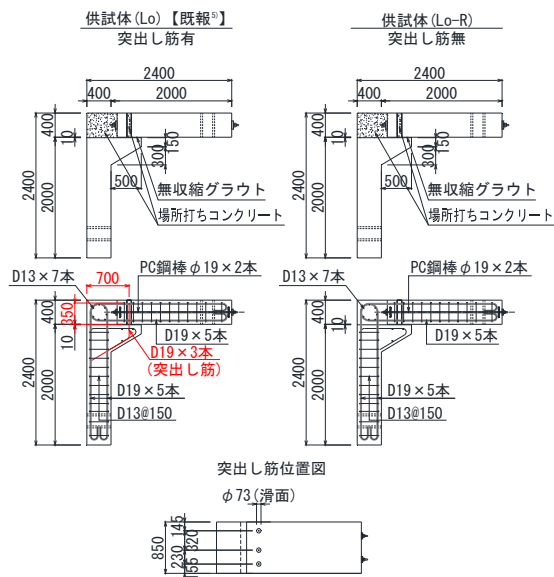 供試体(Lo)【既報⁵⁾】
突出し筋有
供試体(Lo-R)
突出し筋無
2400
400
2000
400
10
2400
2000
150
300
500
無収縮グラウト
場所打ちコンクリート
2400
400
2000
400
10
2400
2000
150
300
500
無収縮グラウト
場所打ちコンクリート
D13×7本
700
PC鋼棒φ19×2本
350
400
10
2400
2000
D19×5本
D19×3本
(突出し筋)
D19×5本
D13@150
D13×7本
PC鋼棒φ19×2本
400
10
2400
2000
D19×5本
D19×5本
D13@150
突出し筋位置図
φ73(滑面)
850
145
320
230
155